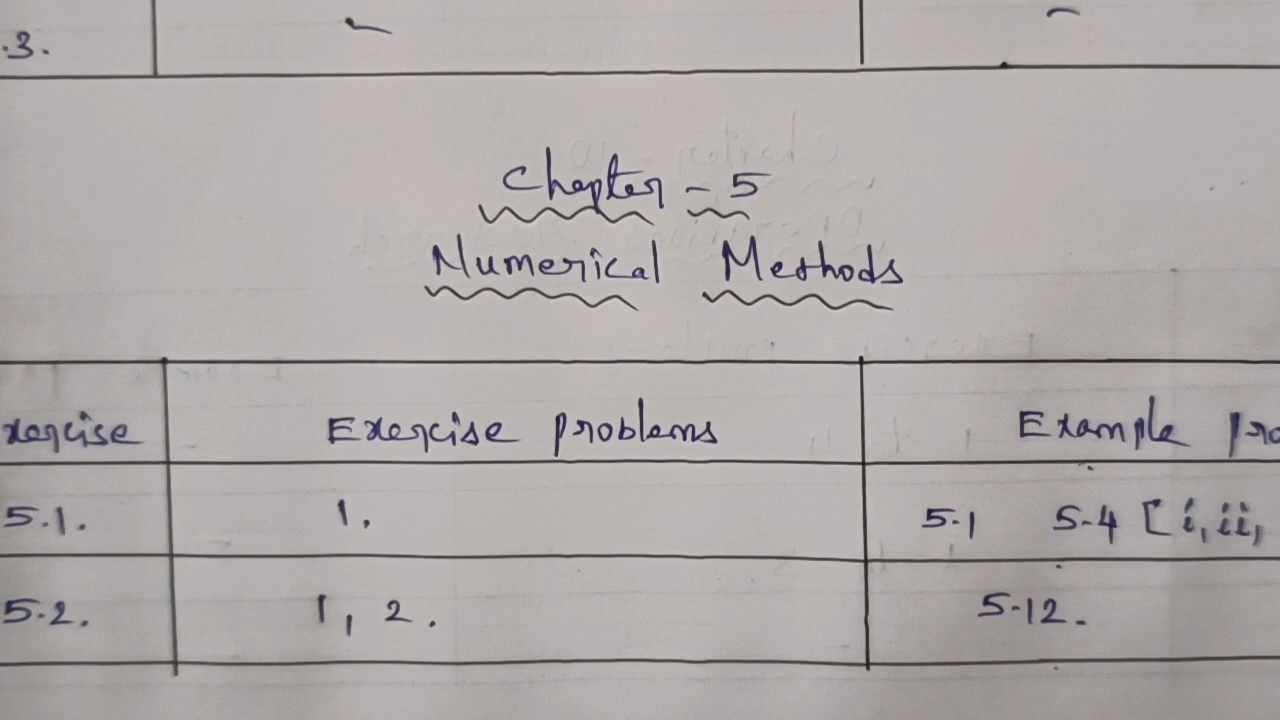 .3.
Chapter - 5
Numerical Methods
xercise Exercise problems Example pro
5.1. 1. 5.1 5.4 [i, ii,
5.2. 1, 2. 5.12.